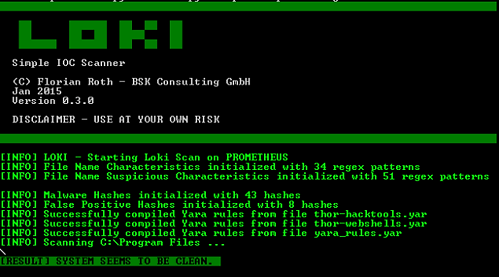 LOKI
Simple IOC Scanner
(C) Florian Roth - BSK Consulting GmbH
Jan 2015
Version 0.3.0
DISCLAIMER - USE AT YOUR OWN RISK
[INFO] LOKI - Starting Loki Scan on PROMETHEUS
[INFO] File Name Characteristics initialized with 34 regex patterns
[INFO] File Name Suspicious Characteristics initialized with 51 regex patterns
[INFO] Malware Hashes initialized with 43 hashes
[INFO] False Positive Hashes initialized with 8 hashes
[INFO] Successfully compiled Yara rules from file thor-hacktools.yar
[INFO] Successfully compiled Yara rules from file thor-webshells.yar
[INFO] Successfully compiled Yara rules from file yara_rules.yar
[INFO] Scanning C:\Program Files ...
\
[RESULT] SYSTEM SEEMS TO BE CLEAN.